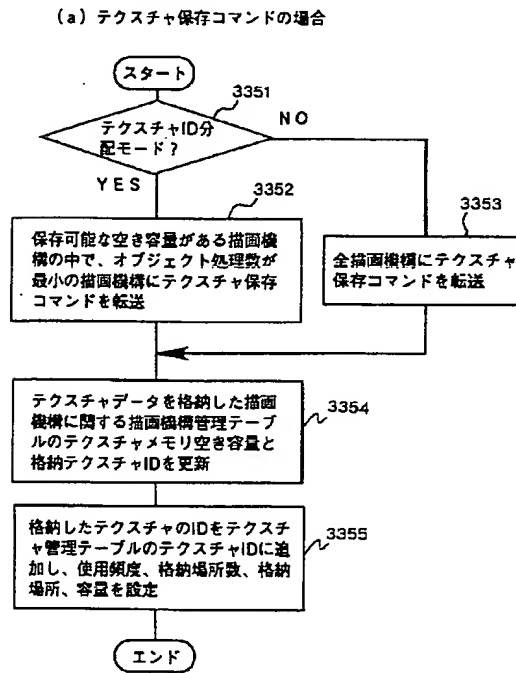 (a) テクスチャ保存コマンドの場合
スタート
3351
テクスチャID分
配モード？
NO
YES
3352
保存可能な空き容量がある描画機
構の中で、オブジェクト処理数が
最小の描画機構にテクスチャ保存
コマンドを転送
3353
全描画機構にテクスチャ
保存コマンドを転送
テクスチャデータを格納した描画
機構に関する描画機構管理テーブ
ルのテクスチャメモリ空き容量と
格納テクスチャIDを更新
3354
格納したテクスチャのIDをテクスチ
ャ管理テーブルのテクスチャIDに追
加し、使用頻度、格納場所数、格納
場所、容量を設定
3355
エンド